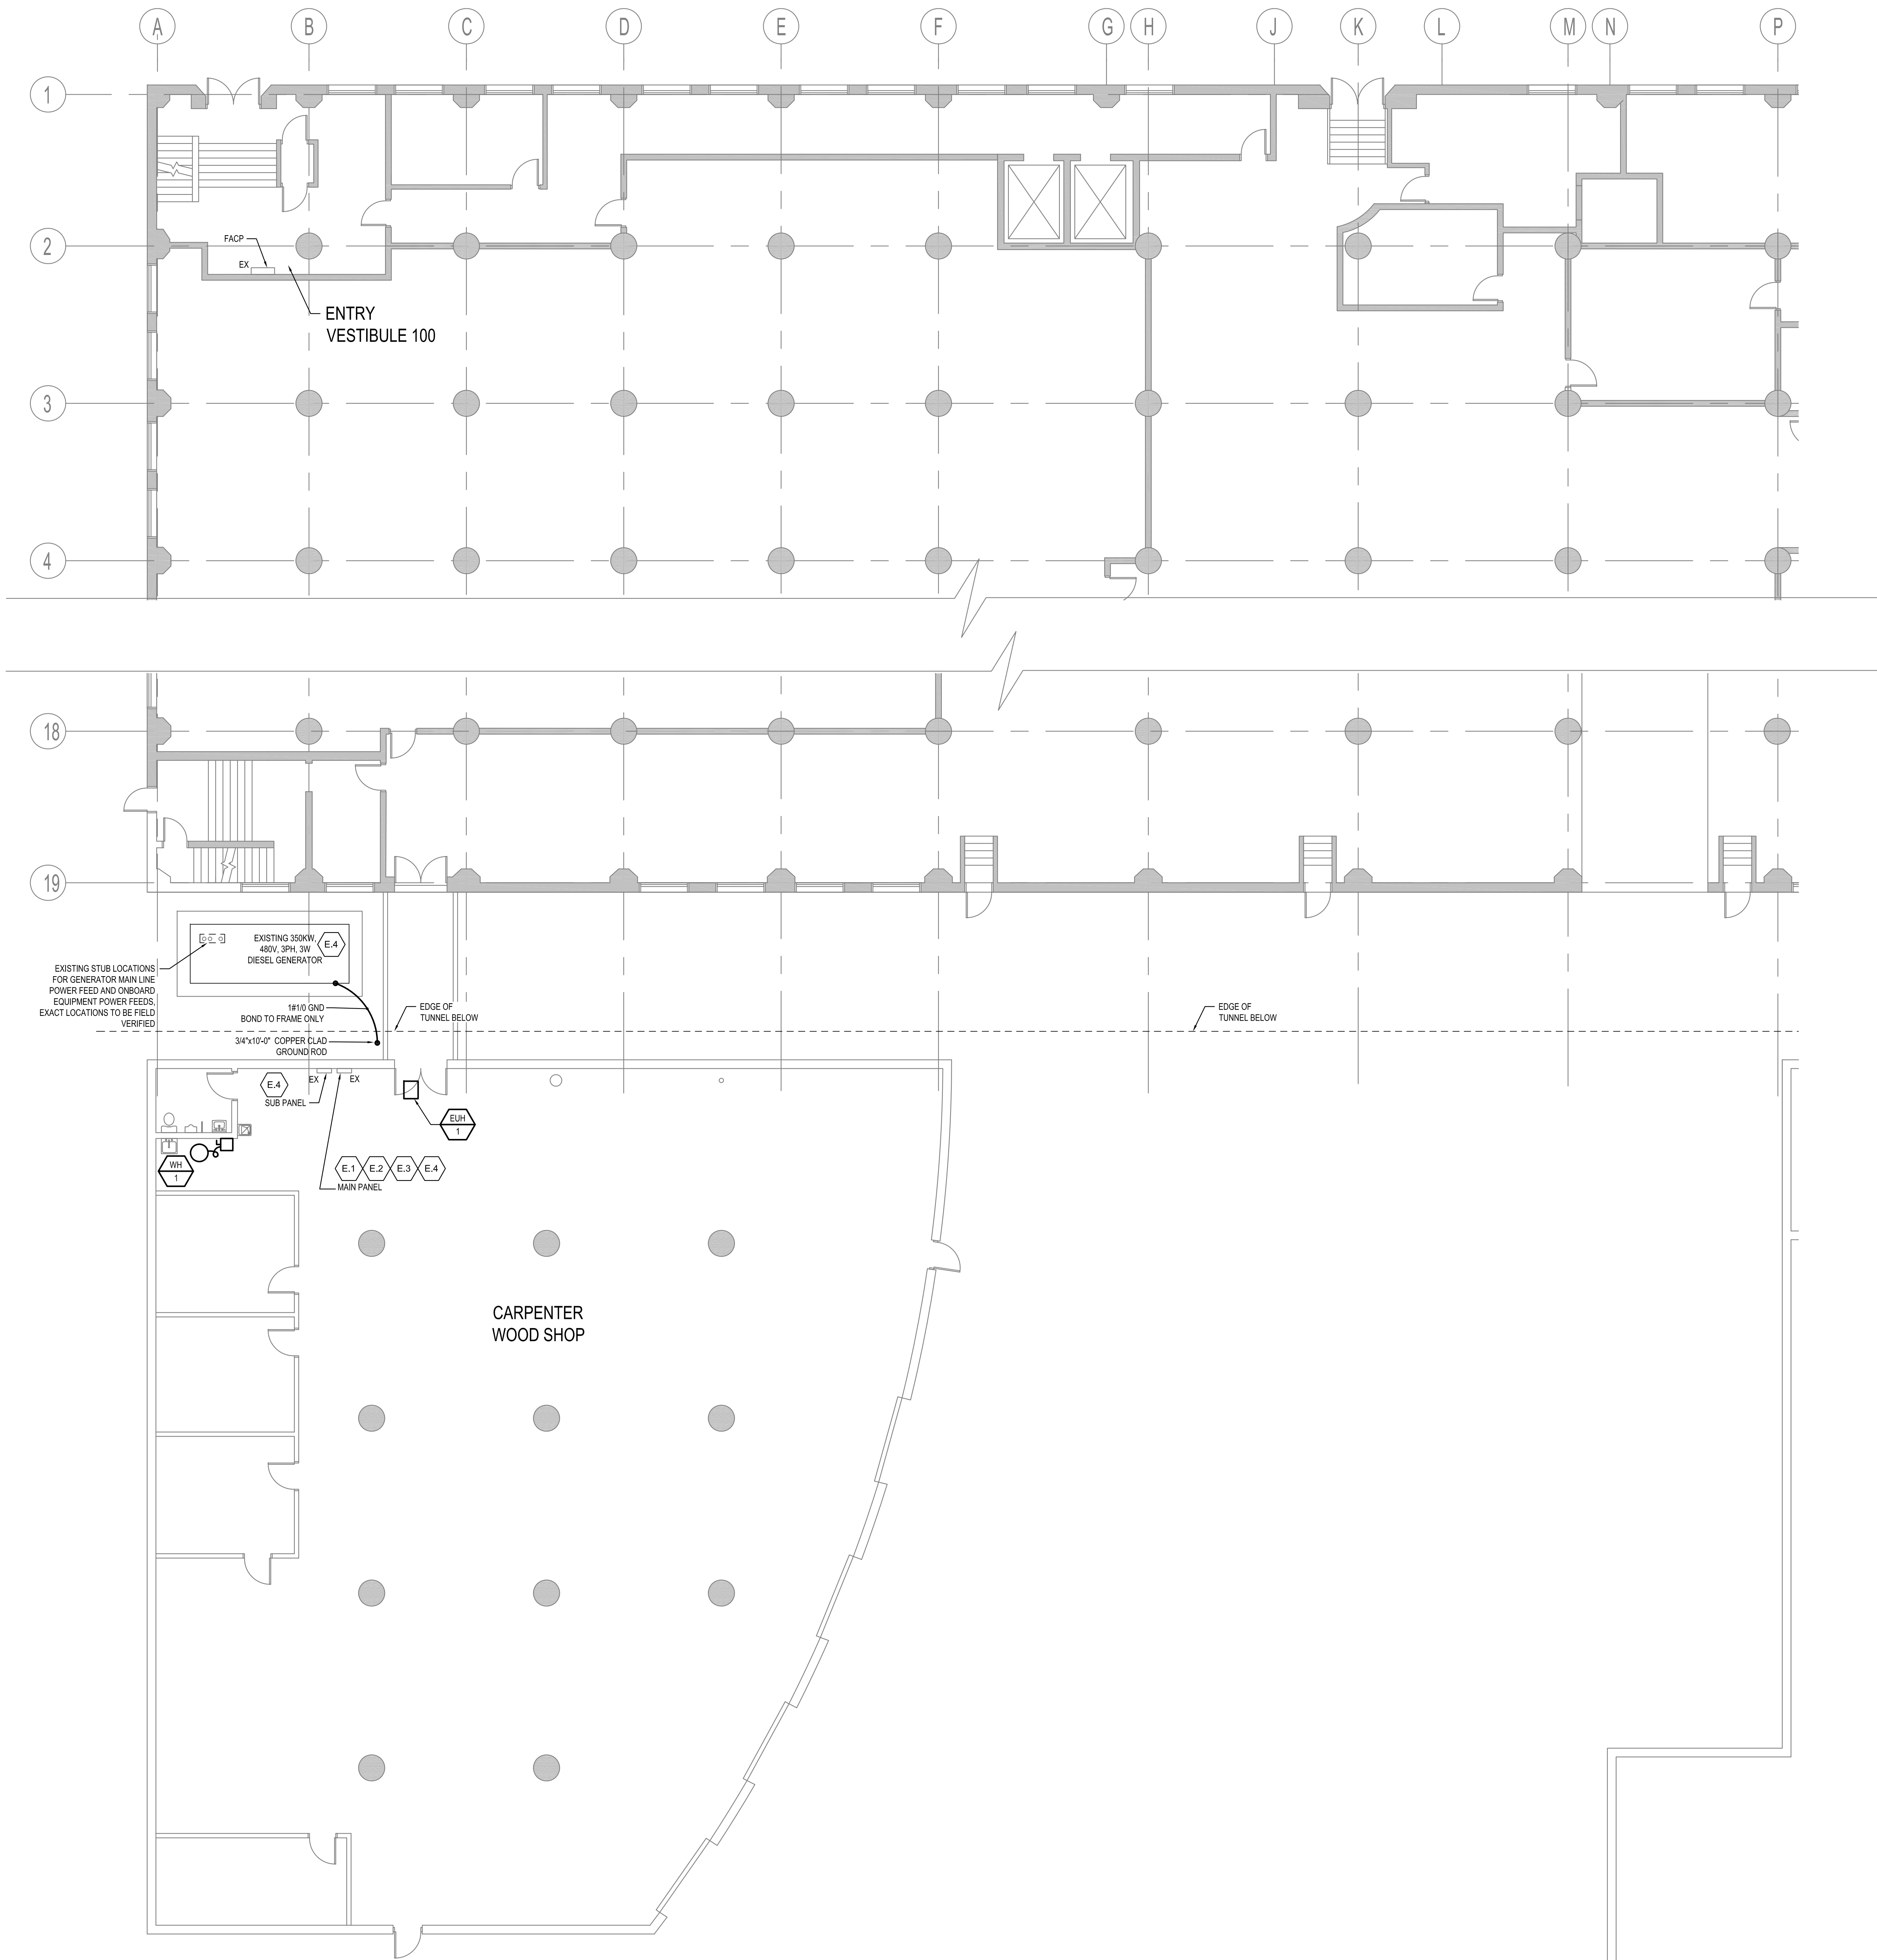 A B C D E F G H J K L M N P
1
2
FACP
EX
ENTRY
VESTIBULE 100
3
4
18
19
EXISTING 350KW,
480V, 3PH, 3W
DIESEL GENERATOR
E.4
EXISTING STUB LOCATIONS
FOR GENERATOR MAIN LINE
POWER FEED AND ONBOARD
EQUIPMENT POWER FEEDS,
EXACT LOCATIONS TO BE FIELD
VERIFIED
1#1/0 GND
BOND TO FRAME ONLY
3/4"x10'-0" COPPER CLAD
GROUND ROD
EDGE OF
TUNNEL BELOW
EDGE OF
TUNNEL BELOW
E.4
EX
EX
SUB PANEL
EUH
1
WH
1
E.1 E.2 E.3 E.4
MAIN PANEL
CARPENTER
WOOD SHOP